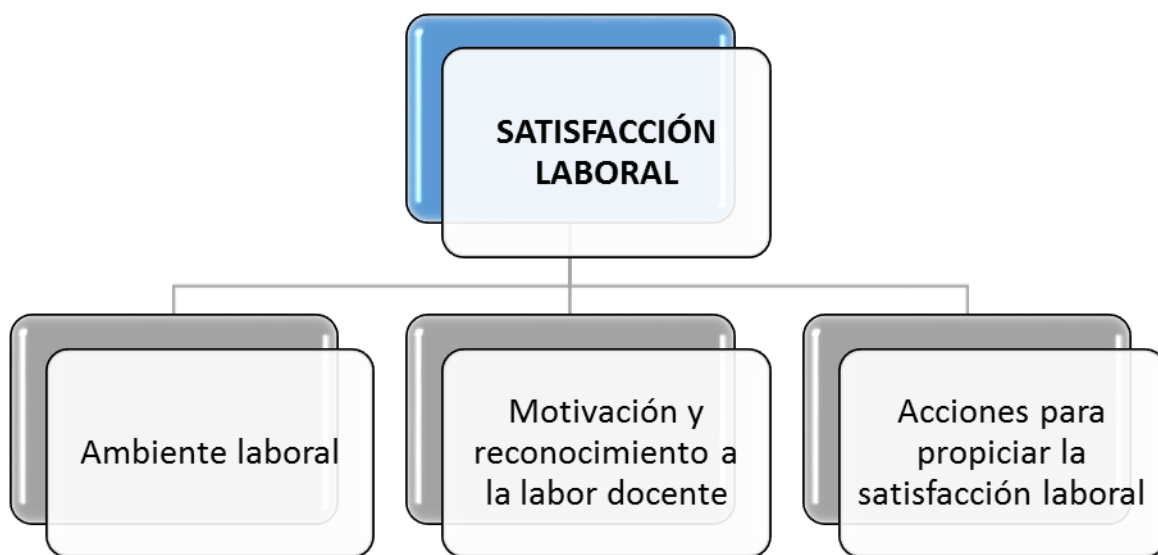 SATISFACCIÓN
LABORAL
Ambiente laboral
Motivación y
reconocimiento a
la labor docente
Acciones para
propiciar la
satisfacción laboral